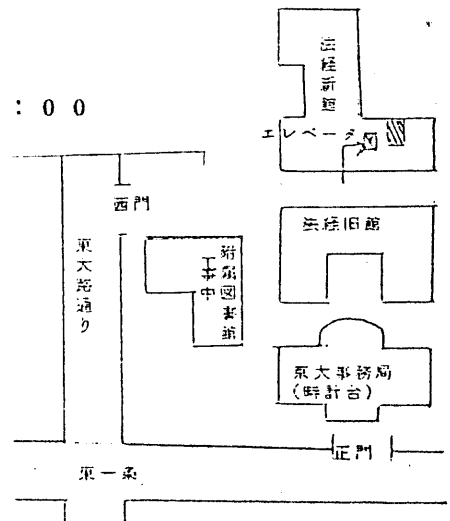 : 0 0
法経新館
エレベータ
西門
法経旧館
東大路通り
附属図書館
工事中
京大事務局
(時計台)
正門
東一条